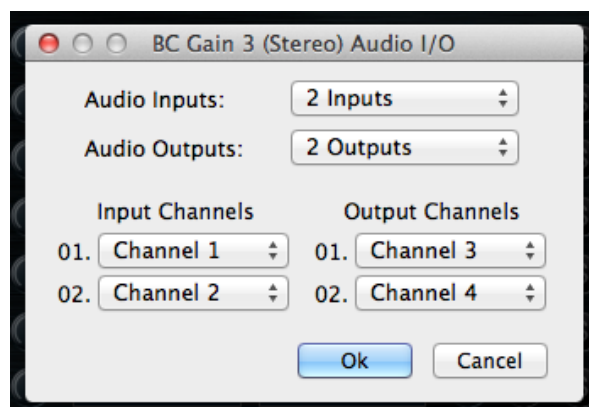 BC Gain 3 (Stereo) Audio I/O
Audio Inputs: 2 Inputs
Audio Outputs: 2 Outputs
Input Channels Output Channels
01. Channel 1 01. Channel 3
02. Channel 2 02. Channel 4
Ok Cancel